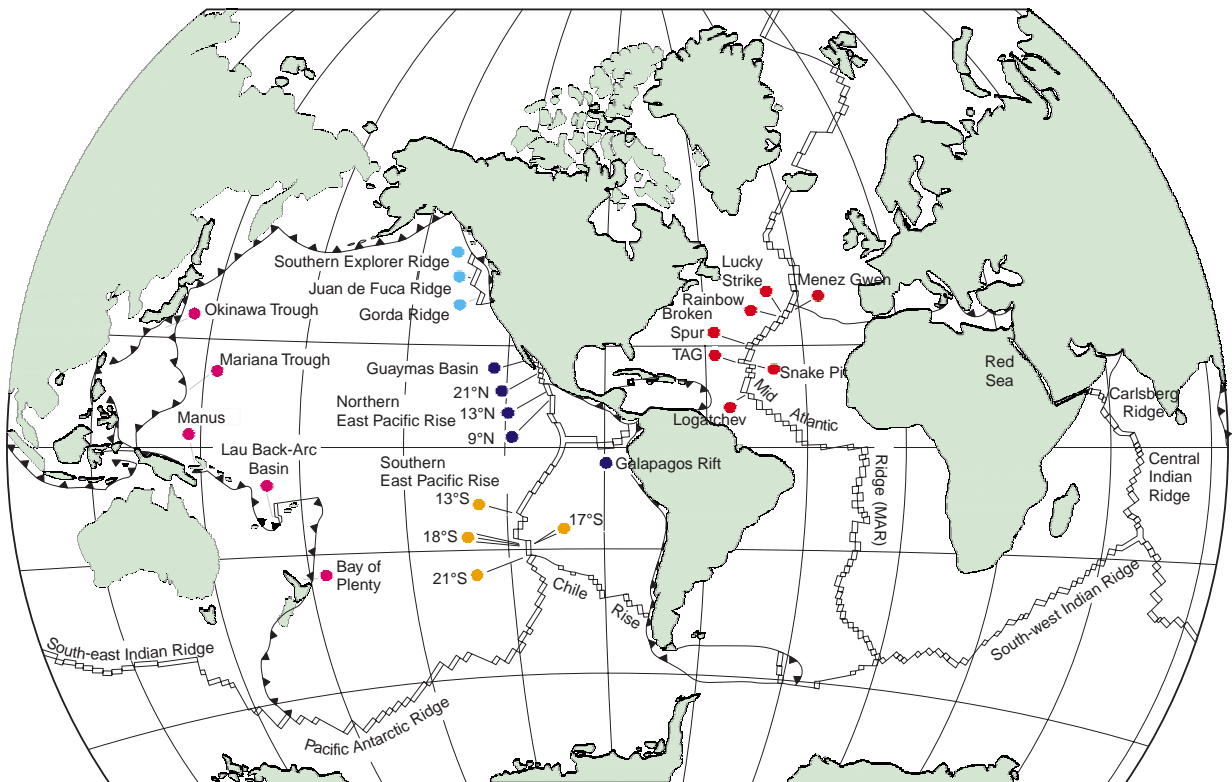 Southern Explorer Ridge
Juan de Fuca Ridge
Gorda Ridge
Okinawa Trough
Mariana Trough
Manus
Lau Back-Arc
Basin
Bay of
Plenty
Guaymas Basin
21°N
13°N
9°N
Northern
East Pacific Rise
Southern
East Pacific Rise
13°S
17°S
18°S
21°S
Galapagos Rift
Chile
Rise
Lucky
Strike
Menez Gwen
Rainbow
Broken
Spur
TAG
Snake Pi
Logatchev
Mid
Atlantic
Ridge (MAR)
Red
Sea
Carlsberg
Ridge
Central
Indian
Ridge
South-west Indian Ridge
South-east Indian Ridge
Pacific Antarctic Ridge